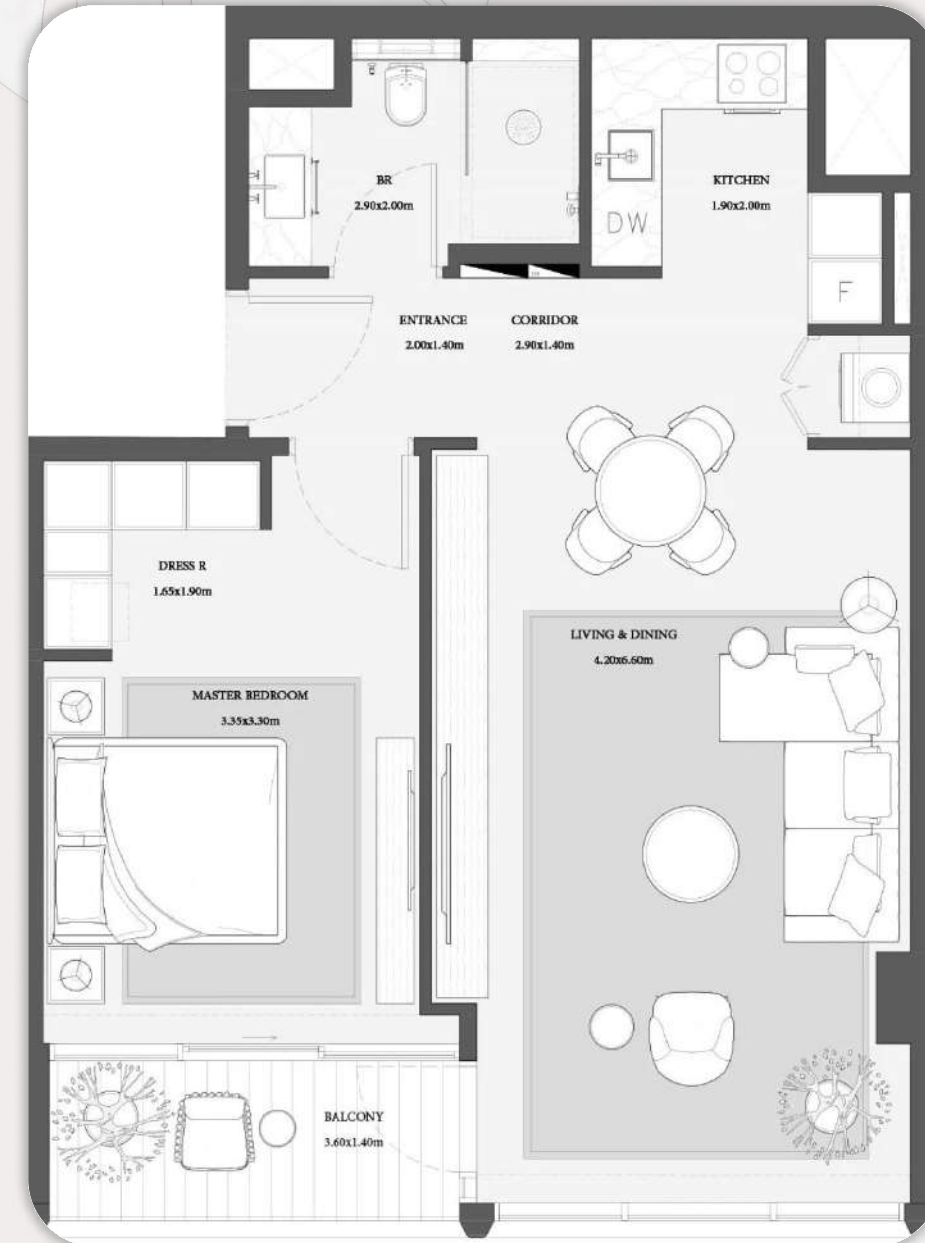 BR
2.90x2.00m
KITCHEN
1.90x2.00m
DW
F
ENTRANCE
2.00x1.40m
CORRIDOR
2.90x1.40m
DRESS R
1.65x1.90m
LIVING & DINING
4.20x6.60m
MASTER BEDROOM
3.35x3.30m
BALCONY
3.60x1.40m